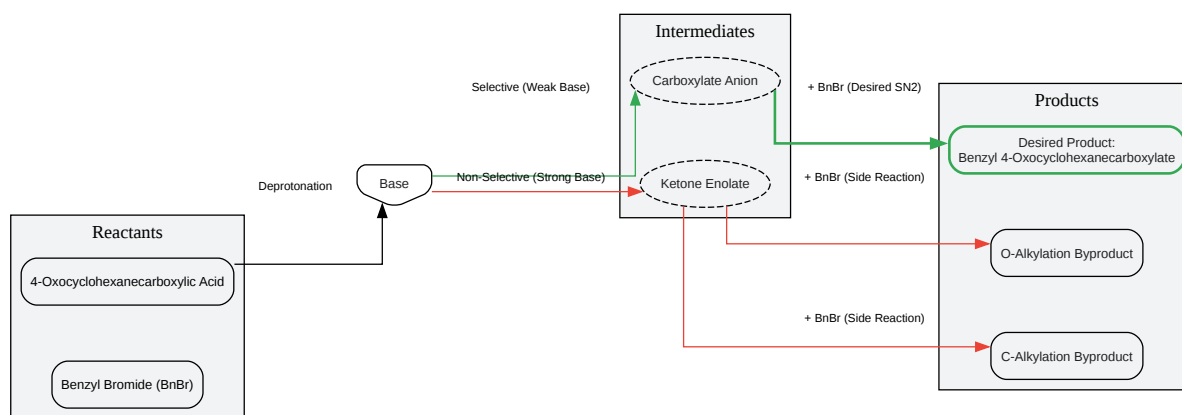 Intermediates
Carboxylate Anion
Selective (Weak Base)
+ BnBr (Desired SN2)
Products
Desired Product:
Benzyl 4-Oxocyclohexanecarboxylate
Deprotonation
Base
Non-Selective (Strong Base)
Ketone Enolate
+ BnBr (Side Reaction)
Reactants
4-Oxocyclohexanecarboxylic Acid
O-Alkylation Byproduct
+ BnBr (Side Reaction)
C-Alkylation Byproduct
Benzyl Bromide (BnBr)